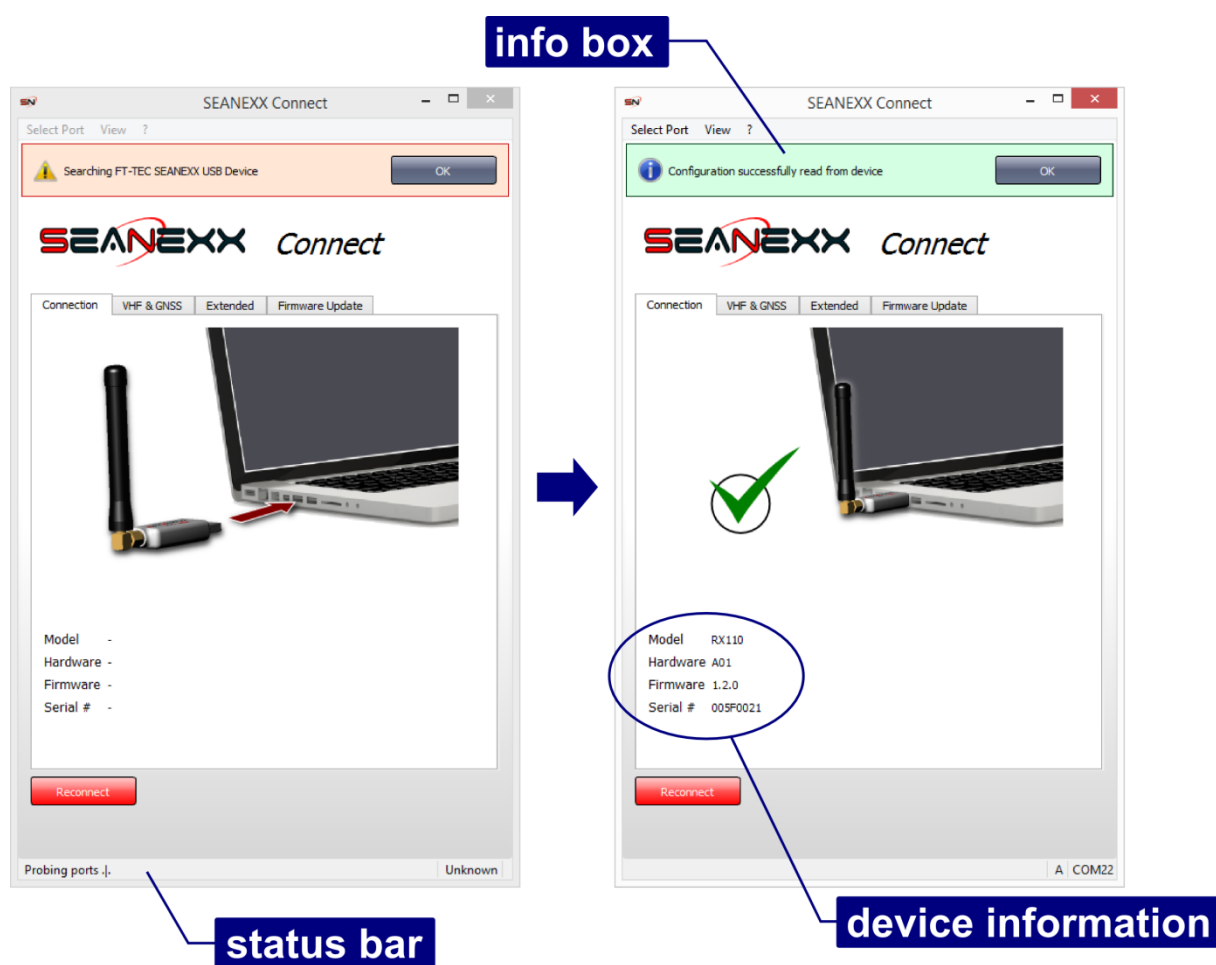 info box
SN
SEANEXX Connect
Select Port View ?
Searching FT-TEC SEANEXX USB Device
OK
SEANEXX Connect
Connection VHF & GNSS Extended Firmware Update
Model -
Hardware -
Firmware -
Serial # -
Reconnect
Probing ports .|.
Unknown
status bar
SN
SEANEXX Connect
Select Port View ?
Configuration successfully read from device
OK
SEANEXX Connect
Connection VHF & GNSS Extended Firmware Update
Model RX110
Hardware A01
Firmware 1.2.0
Serial # 005F0021
Reconnect
A COM22
device information